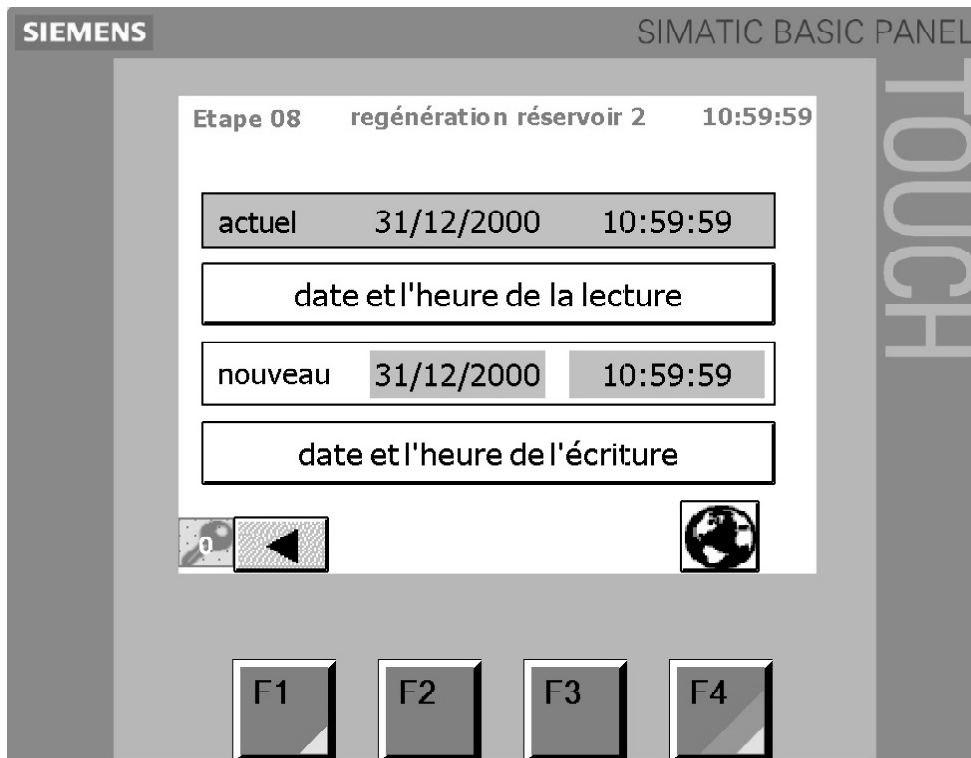 SIEMENS SIMATIC BASIC PANEL
TOUCH
Etape 08 regénération réservoir 2 10:59:59
actuel 31/12/2000 10:59:59
date et l'heure de la lecture
nouveau 31/12/2000 10:59:59
date et l'heure de l'écriture
0
F1 F2 F3 F4